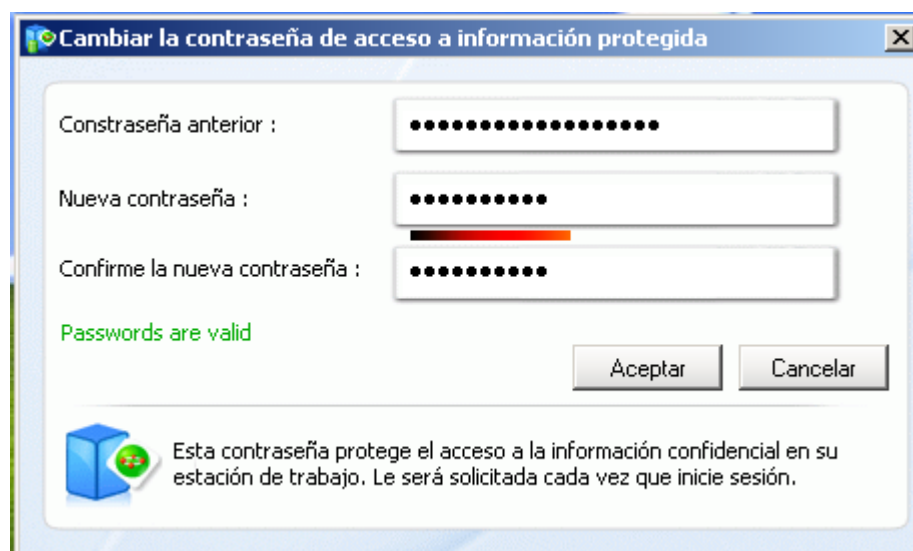 Cambiar la contraseña de acceso a información protegida
Constraseña anterior : ••••••••••••••••••
Nueva contraseña : ••••••••••
Confirme la nueva contraseña : ••••••••••
Passwords are valid
Aceptar Cancelar
Esta contraseña protege el acceso a la información confidencial en su
estación de trabajo. Le será solicitada cada vez que inicie sesión.